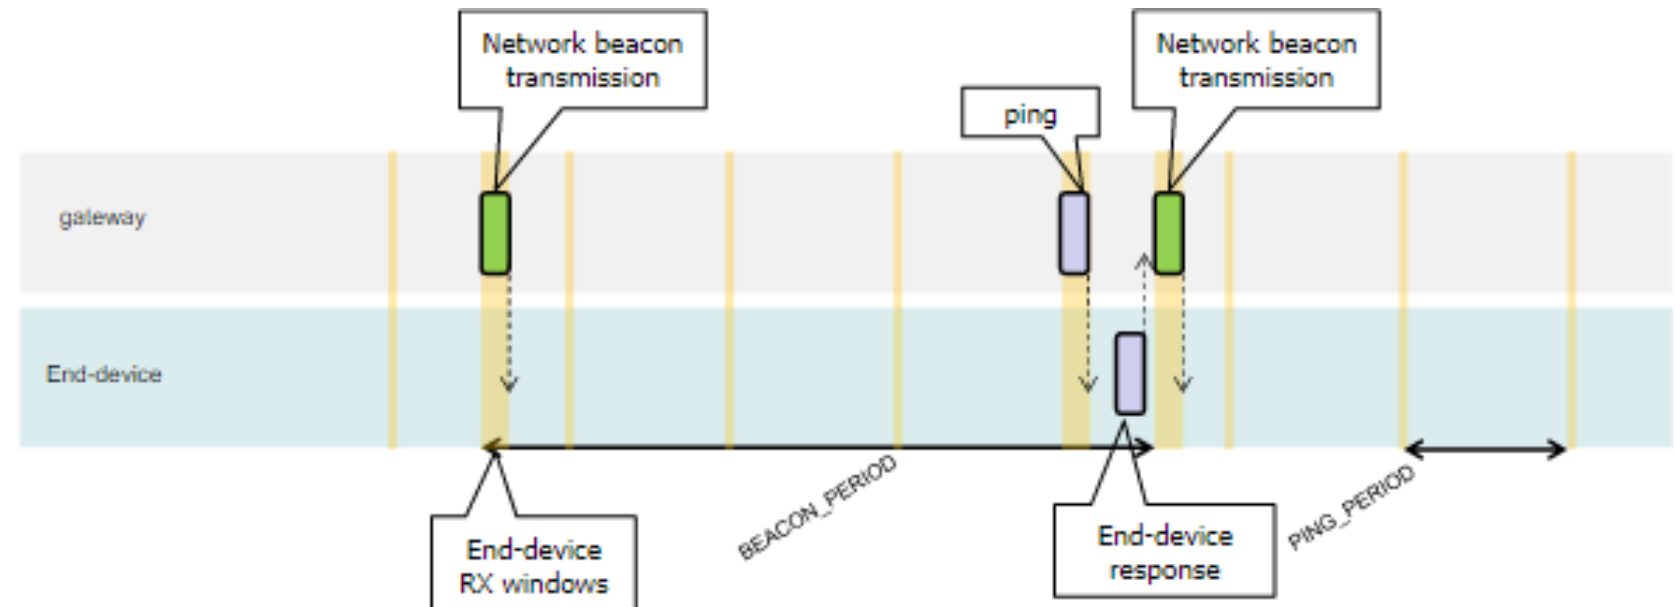 Network beacon
transmission
Network beacon
transmission
ping
gateway
End-device
BEACON_PERIOD
PING_PERIOD
End-device
RX windows
End-device
response